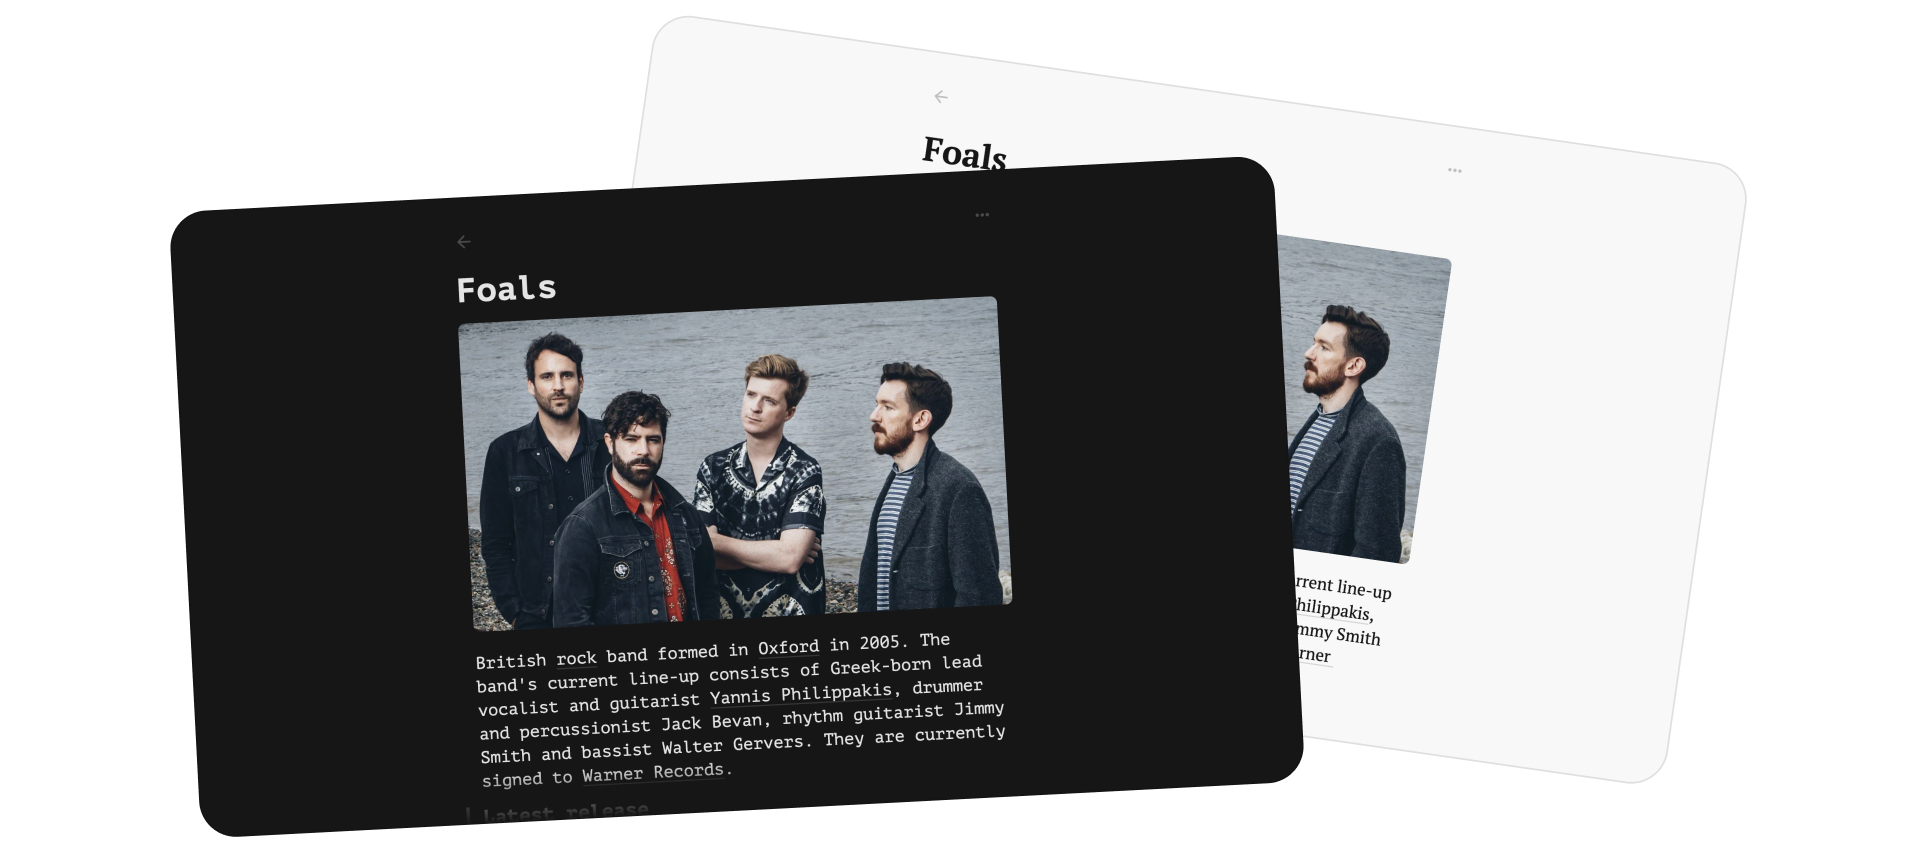 Foals
Foals
British rock band formed in Oxford in 2005. The
band's current line-up consists of Greek-born lead
vocalist and guitarist Yannis Philippakis, drummer
and percussionist Jack Bevan, rhythm guitarist Jimmy
Smith and bassist Walter Gervers. They are currently
signed to Warner Records.
Latest release
rrent line-up
hilippakis,
mmy Smith
rner